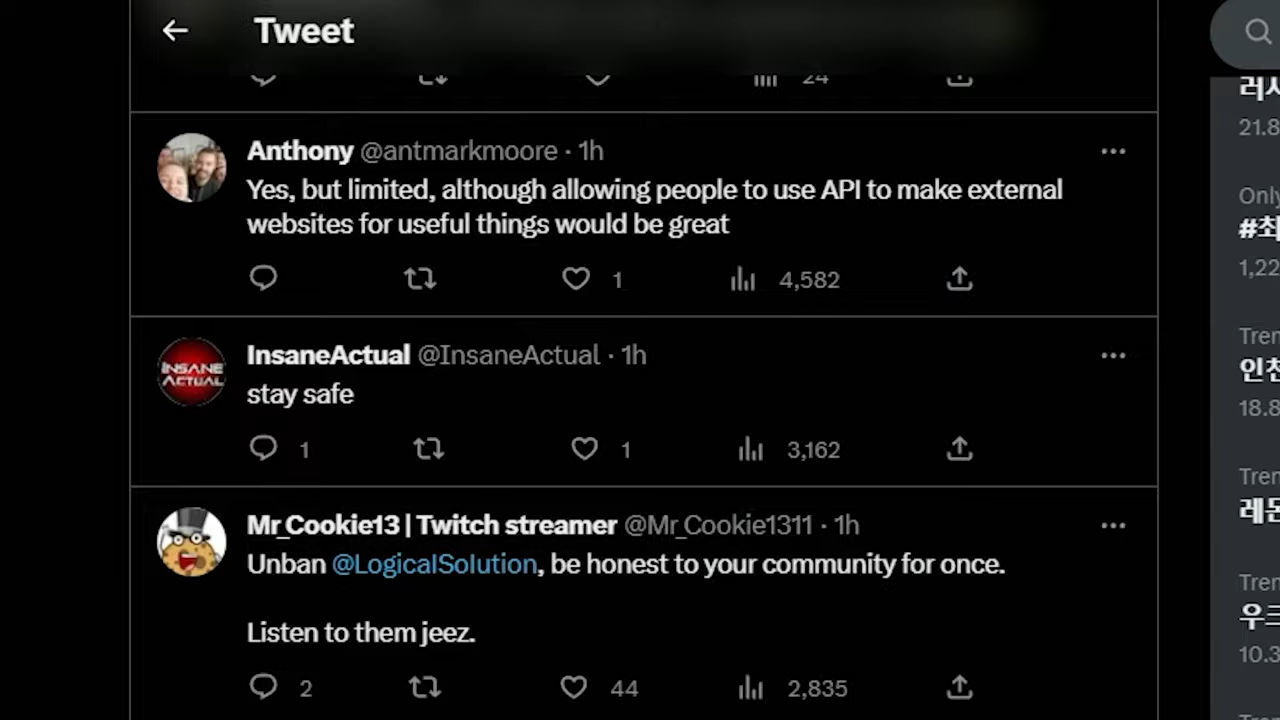 Tweet
24
Anthony @antmarkmoore · 1h
Yes, but limited, although allowing people to use API to make external
websites for useful things would be great
1 4,582
INSANE
ACTUAL
InsaneActual @InsaneActual · 1h
stay safe
1 1 3,162
Mr_Cookie13 | Twitch streamer @Mr_Cookie1311 · 1h
Unban @LogicalSolution, be honest to your community for once.
Listen to them jeez.
2 44 2,835
21.8
Only
#최
1,22
Tren
인천
18.8
Tren
레몬
Tren
우크
10.3